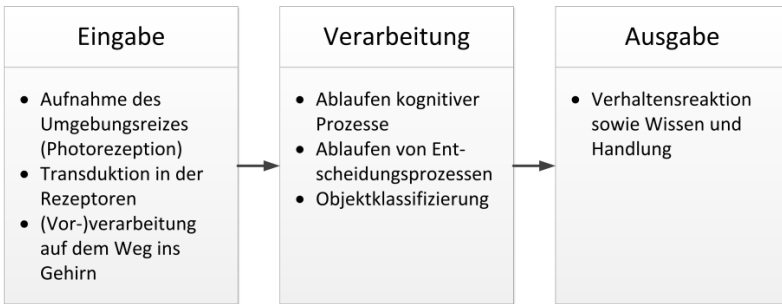 Eingabe
• Aufnahme des
Umgebungsreizes
(Photorezeption)
• Transduktion in der
Rezeptoren
• (Vor-)verarbeitung
auf dem Weg ins
Gehirn
Verarbeitung
• Ablaufen kognitiver
Prozesse
• Ablaufen von Ent-
scheidungsprozessen
• Objektklassifizierung
Ausgabe
• Verhaltensreaktion
sowie Wissen und
Handlung